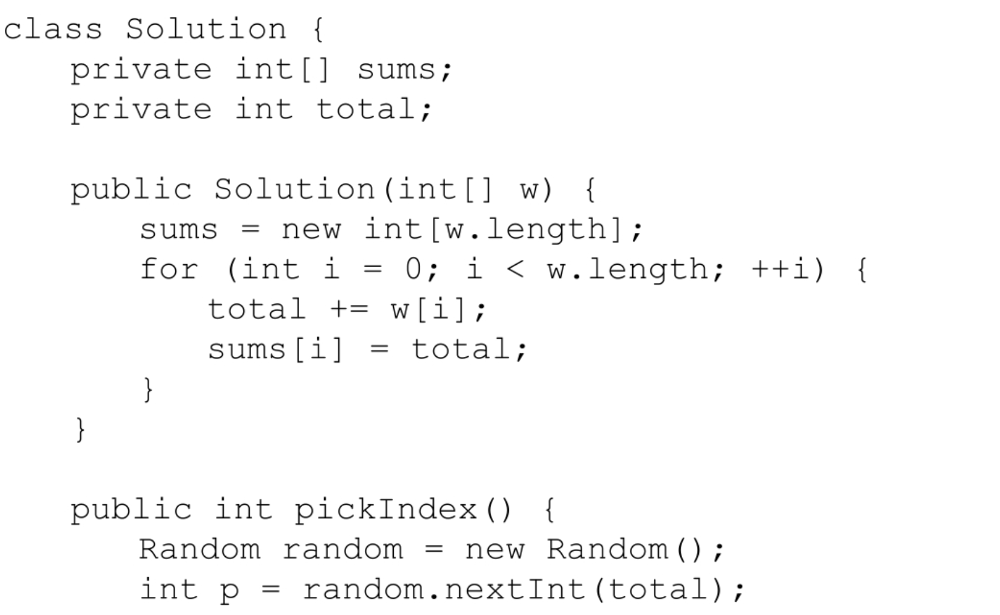 class Solution {
    private int[] sums;
    private int total;

    public Solution(int[] w) {
        sums = new int[w.length];
        for (int i = 0; i < w.length; ++i) {
            total += w[i];
            sums[i] = total;
        }
    }

    public int pickIndex() {
        Random random = new Random();
        int p = random.nextInt(total);